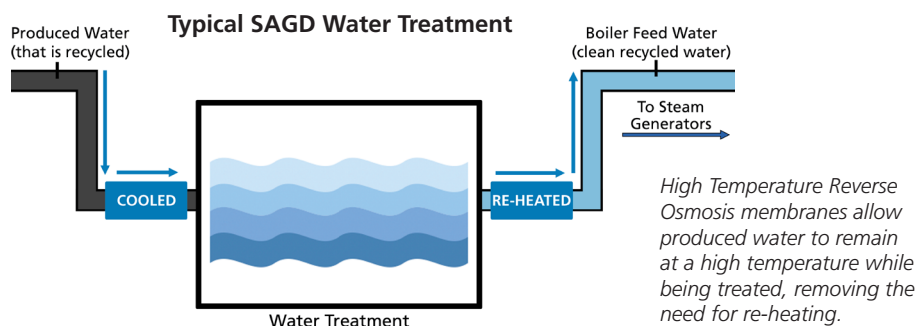 Typical SAGD Water Treatment
Produced Water
(that is recycled)
Boiler Feed Water
(clean recycled water)
To Steam
Generators
COOLED
RE-HEATED
Water Treatment
High Temperature Reverse
Osmosis membranes allow
produced water to remain
at a high temperature while
being treated, removing the
need for re-heating.